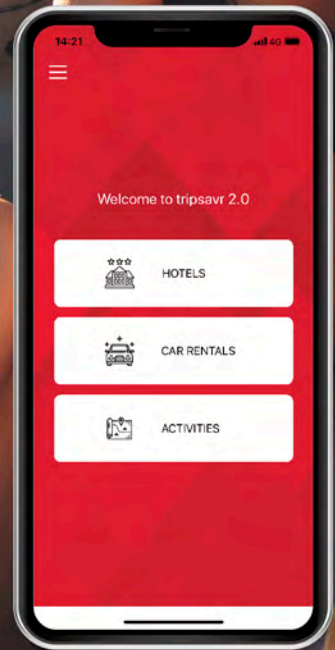 14:21
4G
Welcome to tripsavr 2.0
HOTELS
CAR RENTALS
ACTIVITIES